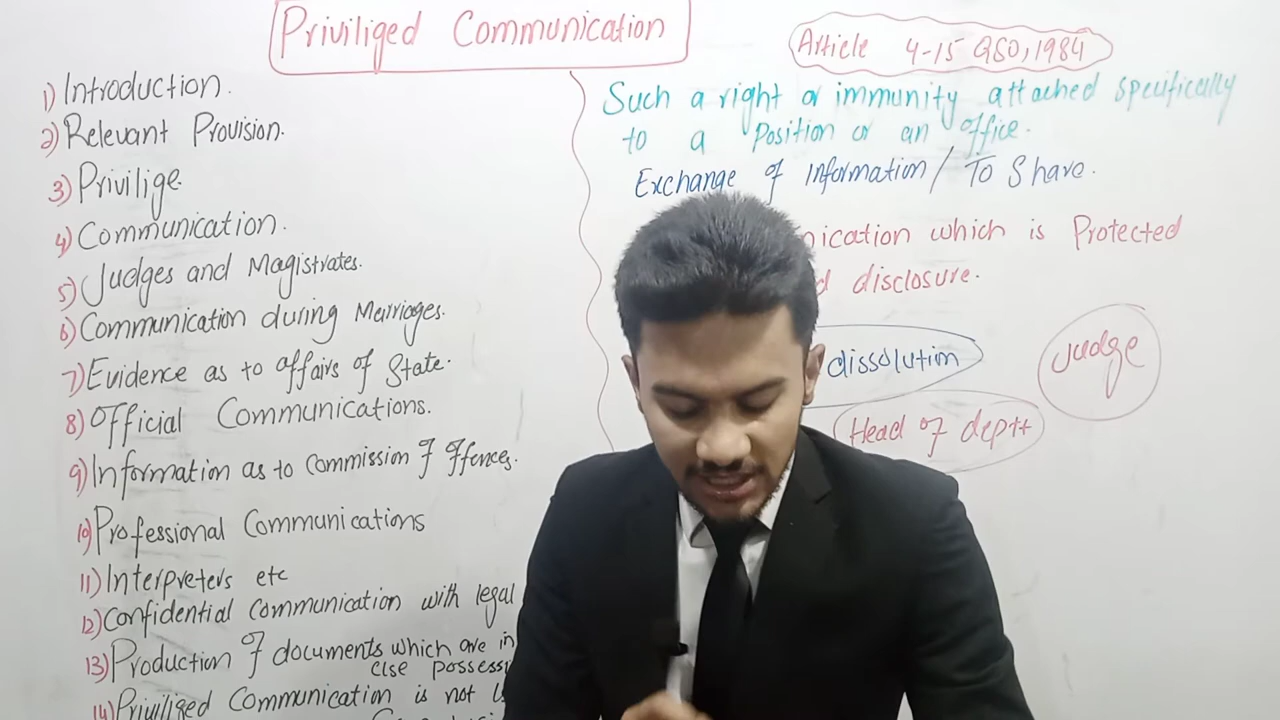 Priviliged Communication
Article 4-15 QSO, 1984
1) Introduction.
2) Relevant Provision.
3) Privilige.
4) Communication.
5) Judges and Magistrates.
6) Communication during Marriages.
7) Evidence as to affairs of State.
8) Official Communications.
9) Information as to Commission of offences.
10) Professional Communications
11) Interpreters etc
12) Confidential Communication with legal
13) Production of documents which are in
else
14) Priviliged Communication is not
Such a right or immunity attached specifically
to a Position or an office.
Exchange of Information / To Share.
which is Protected
disclosure.
dissolution
Judge
Head of deptt